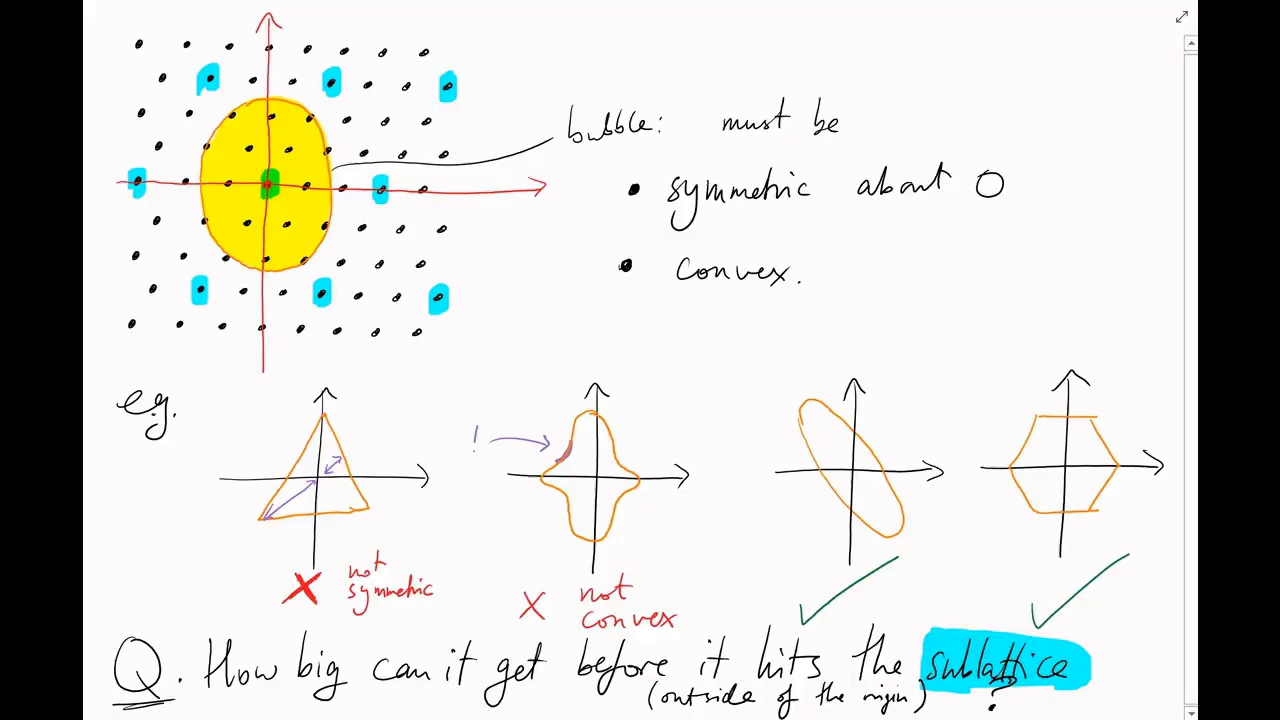 bubble: must be
• symmetric about O
• convex.
eg.
!
X not symmetric
X not convex
Q. How big can it get before it hits the sublattice
(outside of the origin) ?